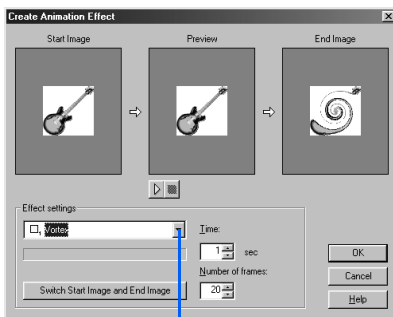 Create Animation Effect
Start Image
Preview
End Image
Effect settings
Vortex
Time:
1 sec
OK
Number of frames:
Cancel
Switch Start Image and End Image
20
Help